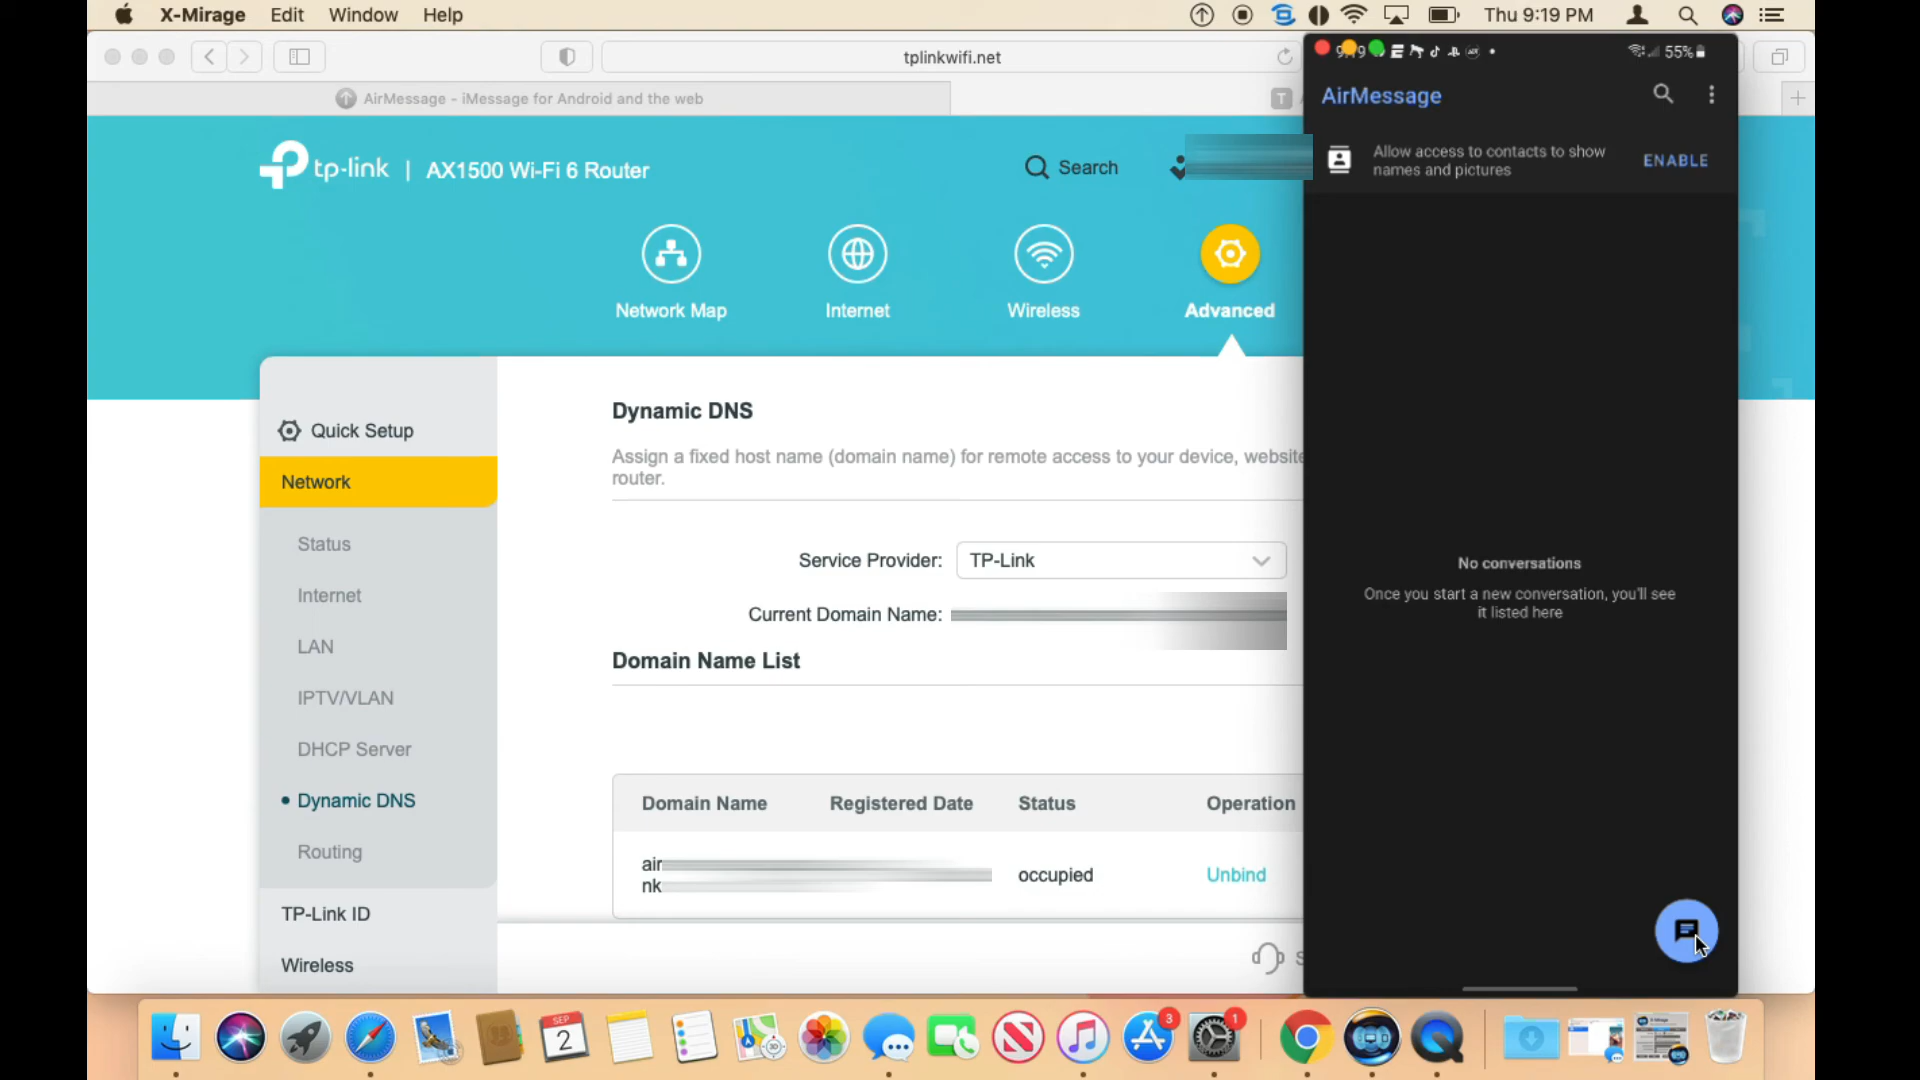 X-Mirage Edit Window Help
Thu 9:19 PM
tplinkwifi.net
AirMessage - iMessage for Android and the web
T
tp-link | AX1500 Wi-Fi 6 Router
Search
Network Map
Internet
Wireless
Advanced
Quick Setup
Network
Status
Internet
LAN
IPTV/VLAN
DHCP Server
Dynamic DNS
Routing
TP-Link ID
Wireless
Dynamic DNS
Assign a fixed host name (domain name) for remote access to your device, website
router.
Service Provider: TP-Link
Current Domain Name:
Domain Name List
Domain Name Registered Date Status Operation
air
nk
occupied
Unbind
55%
AirMessage
Allow access to contacts to show
names and pictures
ENABLE
No conversations
Once you start a new conversation, you'll see
it listed here
SEP
2
3
1